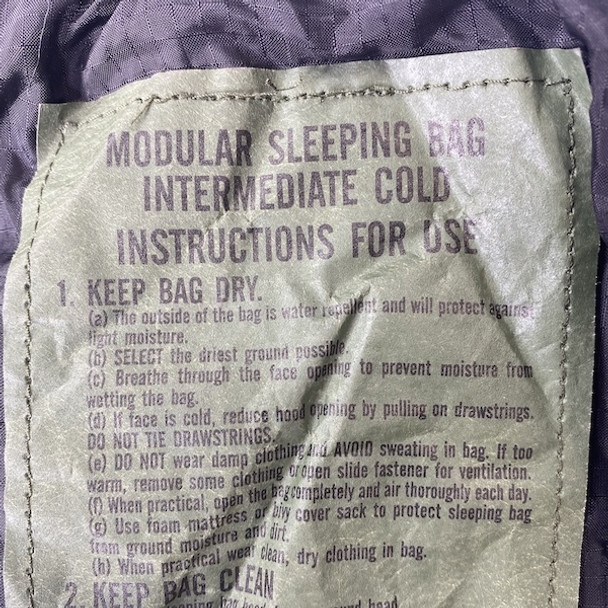 MODULAR SLEEPING BAG
INTERMEDIATE COLD
INSTRUCTIONS FOR USE
1. KEEP BAG DRY.
(a) The outside of the bag is water repellent and will protect against
light moisture.
(b) SELECT the driest ground possible.
(c) Breathe through the face opening to prevent moisture from
wetting the bag.
(d) If face is cold, reduce hood opening by pulling on drawstrings.
DO NOT TIE DRAWSTRINGS.
(e) DO NOT wear damp clothing and AVOID sweating in bag. If too
warm, remove some clothing or open slide fastener for ventilation.
(f) When practical, open the bag completely and air thoroughly each day.
(g) Use foam mattress or bivy cover sack to protect sleeping bag
from ground moisture and dirt.
(h) When practical wear clean, dry clothing in bag.
2. KEEP BAG CLEAN
sleeping bag hood head.